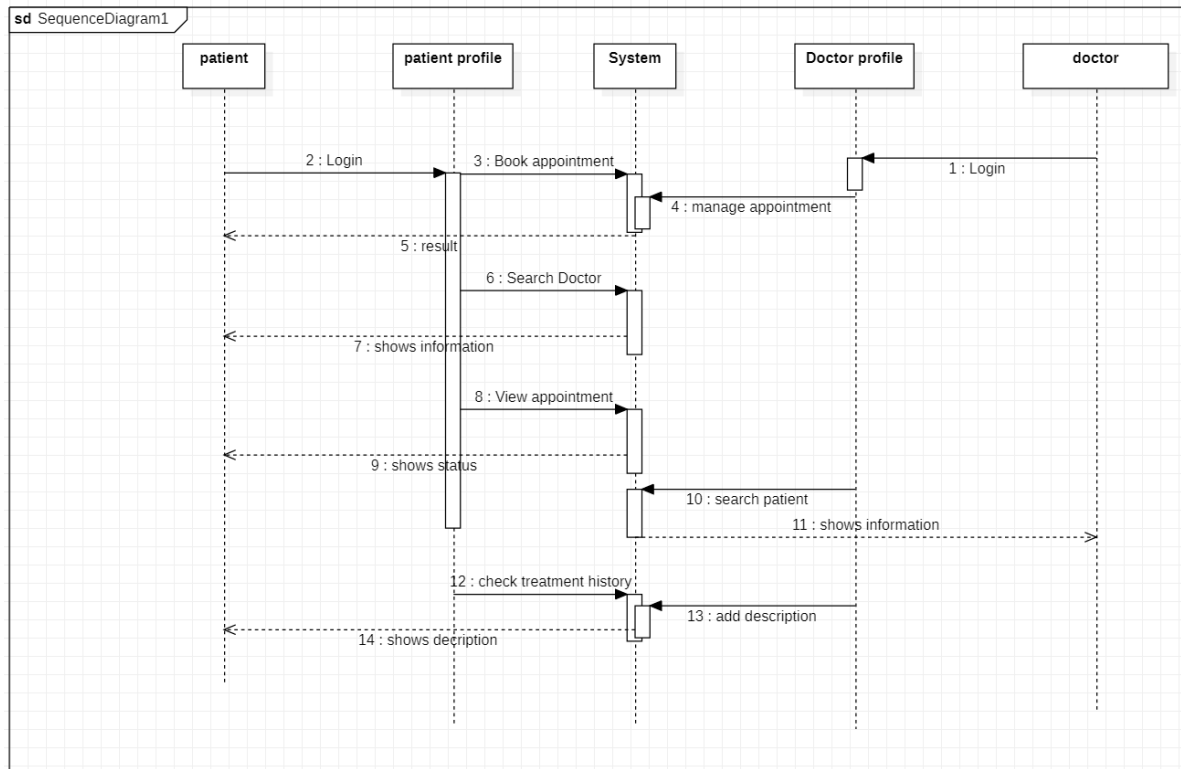 sd SequenceDiagram1
patient
patient profile
System
Doctor profile
doctor
1 : Login
2 : Login
3 : Book appointment
4 : manage appointment
5 : result
6 : Search Doctor
7 : shows information
8 : View appointment
9 : shows status
10 : search patient
11 : shows information
12 : check treatment history
13 : add description
14 : shows decription